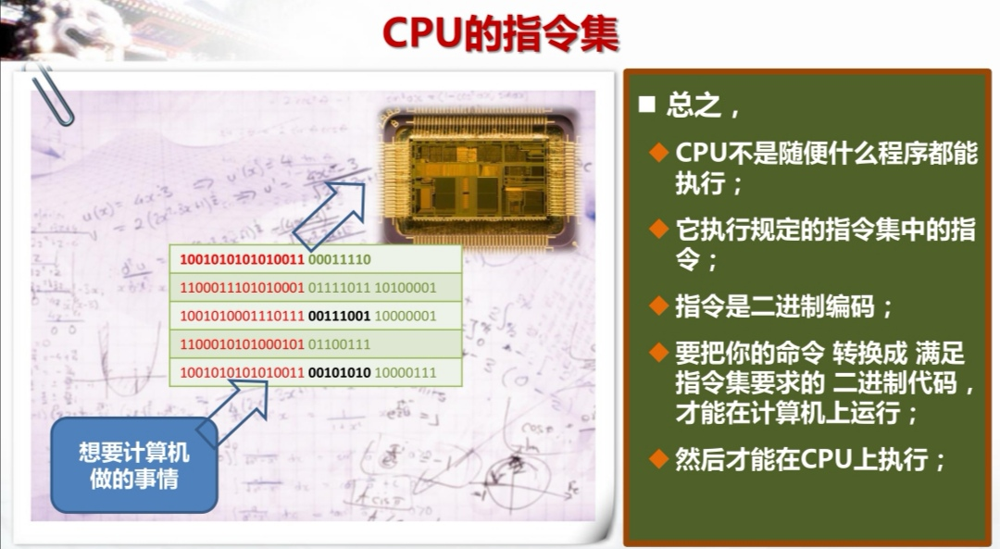 CPU的指令集
1001010101010011 00011110
1100011101010001 01111011 10100001
1001010001110111 00111001 10000001
1100010101000101 01100111
1001010101010011 00101010 10000111
想要计算机
做的事情
■ 总之，
◆ CPU不是随便什么程序都能
执行；
◆ 它执行规定的指令集中的指
令；
◆ 指令是二进制编码；
◆ 要把你的命令 转换成 满足
指令集要求的 二进制代码，
才能在计算机上运行；
◆ 然后才能在CPU上执行；